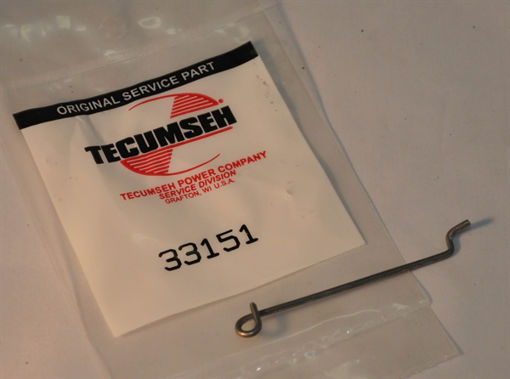 ORIGINAL SERVICE PART
TECUMSEH
TECUMSEH POWER COMPANY
SERVICE DIVISION
GRAFTON, WI U.S.A.
33151